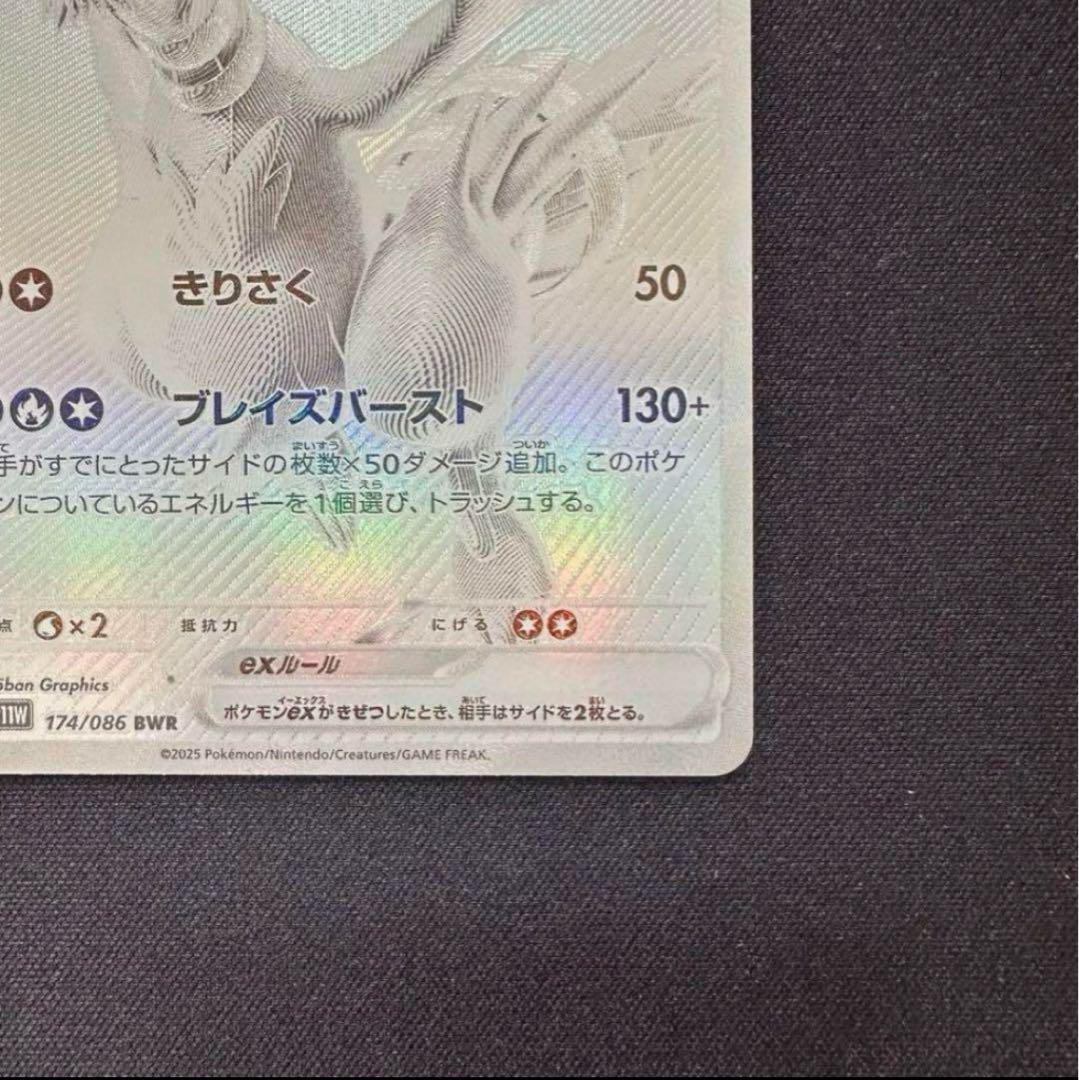 きりさく 50
ブレイズバースト 130+
手がすでにとったサイドの枚数×50ダメージ追加。このポケ
ンについているエネルギーを1個選び、トラッシュする。
点 ×2 抵抗力 にげる
exルール
5ban Graphics
ポケモンexがきぜつしたとき、相手はサイドを2枚とる。
11W 174/086 BWR
©2025 Pokémon/Nintendo/Creatures/GAME FREAK.